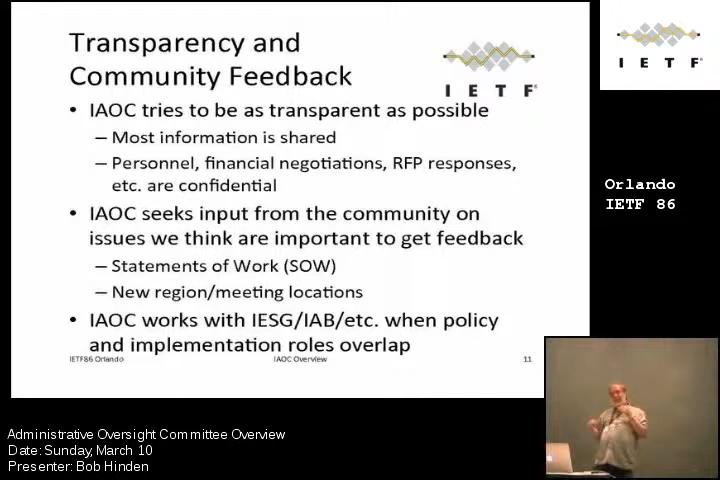 Transparency and
Community Feedback
I E T F®
• IAOC tries to be as transparent as possible
– Most information is shared
– Personnel, financial negotiations, RFP responses,
etc. are confidential
• IAOC seeks input from the community on
issues we think are important to get feedback
– Statements of Work (SOW)
– New region/meeting locations
• IAOC works with IESG/IAB/etc. when policy
and implementation roles overlap
IETF86 Orlando IAOC Overview 11
I E T F
Orlando
IETF 86
Administrative Oversight Committee Overview
Date: Sunday, March 10
Presenter: Bob Hinden